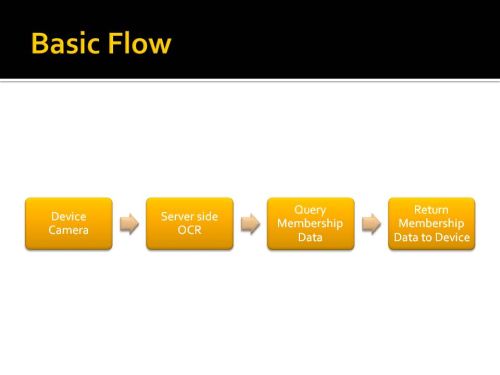 Basic Flow
Device
Camera
Server side
OCR
Query
Membership
Data
Return
Membership
Data to Device